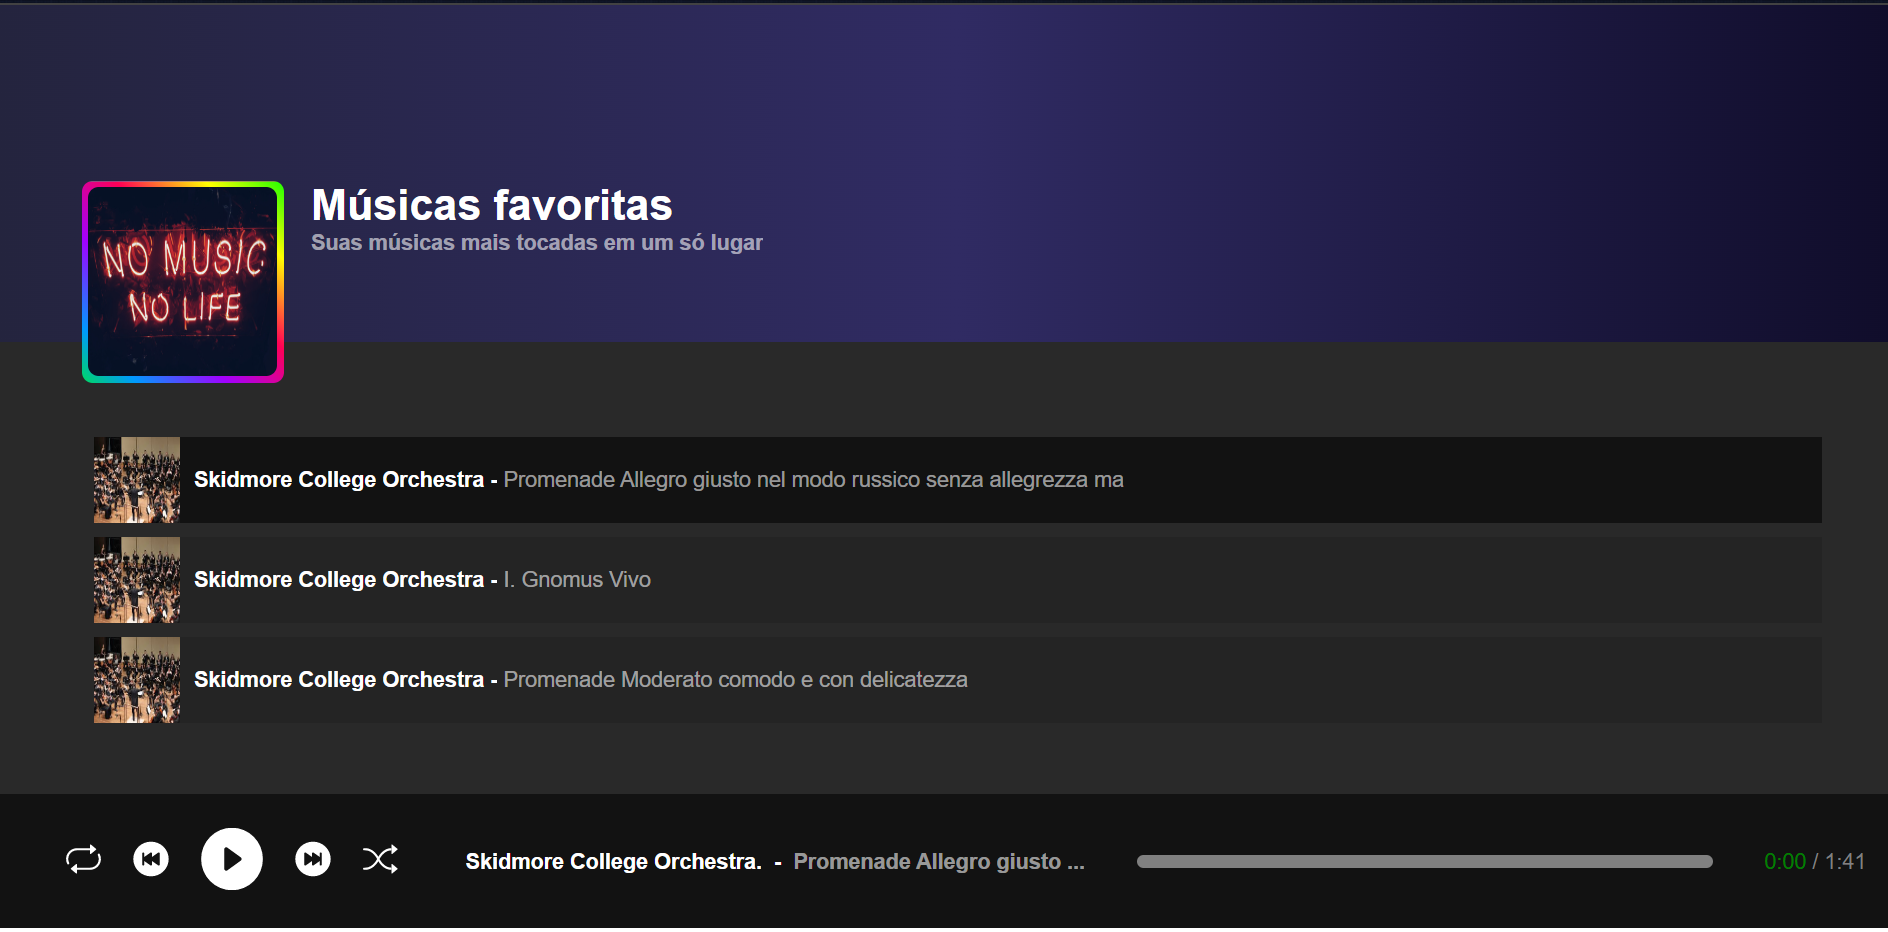 NO MUSIC
NO LIFE
Músicas favoritas
Suas músicas mais tocadas em um só lugar
Skidmore College Orchestra - Promenade Allegro giusto nel modo russico senza allegrezza ma
Skidmore College Orchestra - I. Gnomus Vivo
Skidmore College Orchestra - Promenade Moderato comodo e con delicatezza
Skidmore College Orchestra. - Promenade Allegro giusto ...
0:00 / 1:41